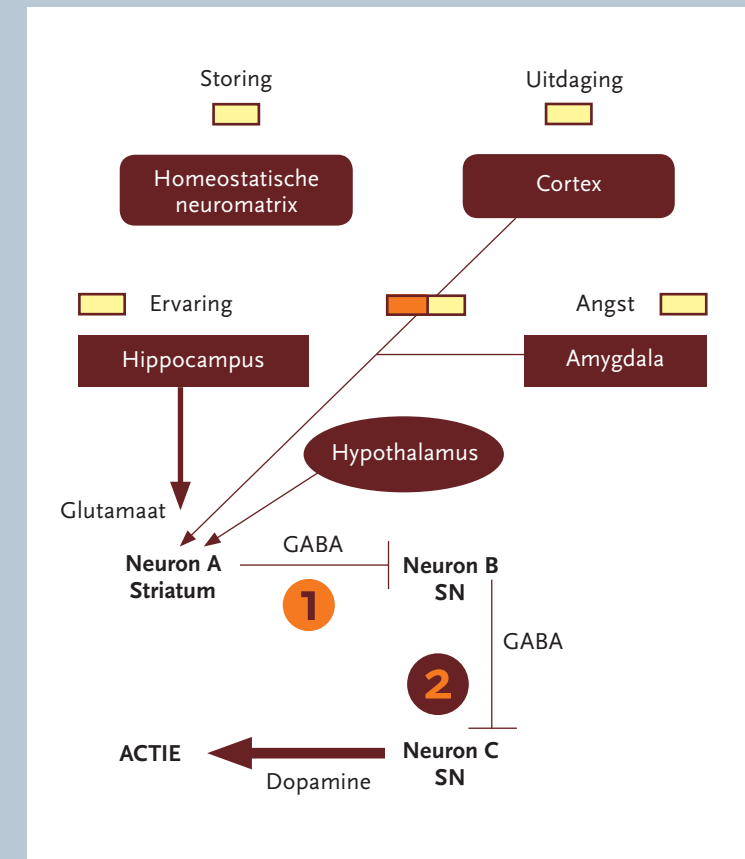 Storing
Uitdaging
Homeostatische
neuromatrix
Cortex
Ervaring
Angst
Hippocampus
Amygdala
Hypothalamus
Glutamaat
Neuron A
Striatum
GABA
1
Neuron B
SN
GABA
2
ACTIE
Dopamine
Neuron C
SN